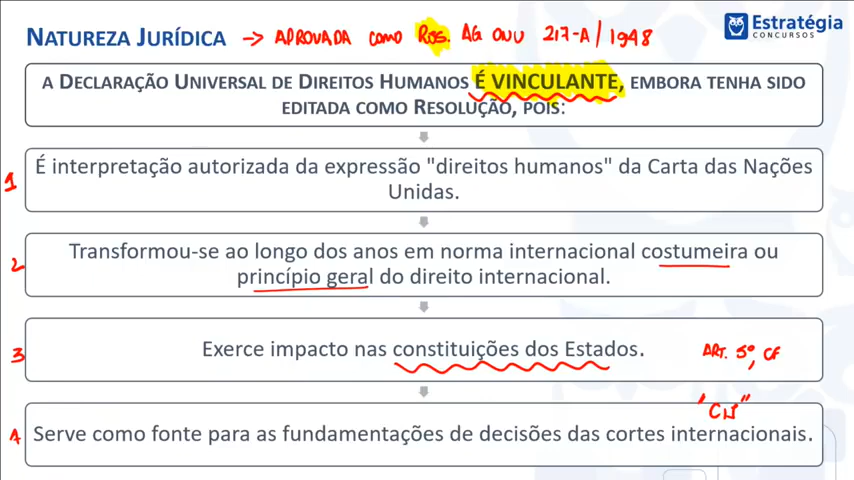 NATUREZA JURÍDICA → APROVADA COMO RES. AG ONU 217-A/1948
Estratégia
CONCURSOS
A DECLARAÇÃO UNIVERSAL DE DIREITOS HUMANOS É VINCULANTE, EMBORA TENHA SIDO
EDITADA COMO RESOLUÇÃO, POIS:
1
É interpretação autorizada da expressão "direitos humanos" da Carta das Nações
Unidas.
2
Transformou-se ao longo dos anos em norma internacional costumeira ou
princípio geral do direito internacional.
3
Exerce impacto nas constituições dos Estados.
ART. 5º, CF
4
Serve como fonte para as fundamentações de decisões das cortes internacionais.